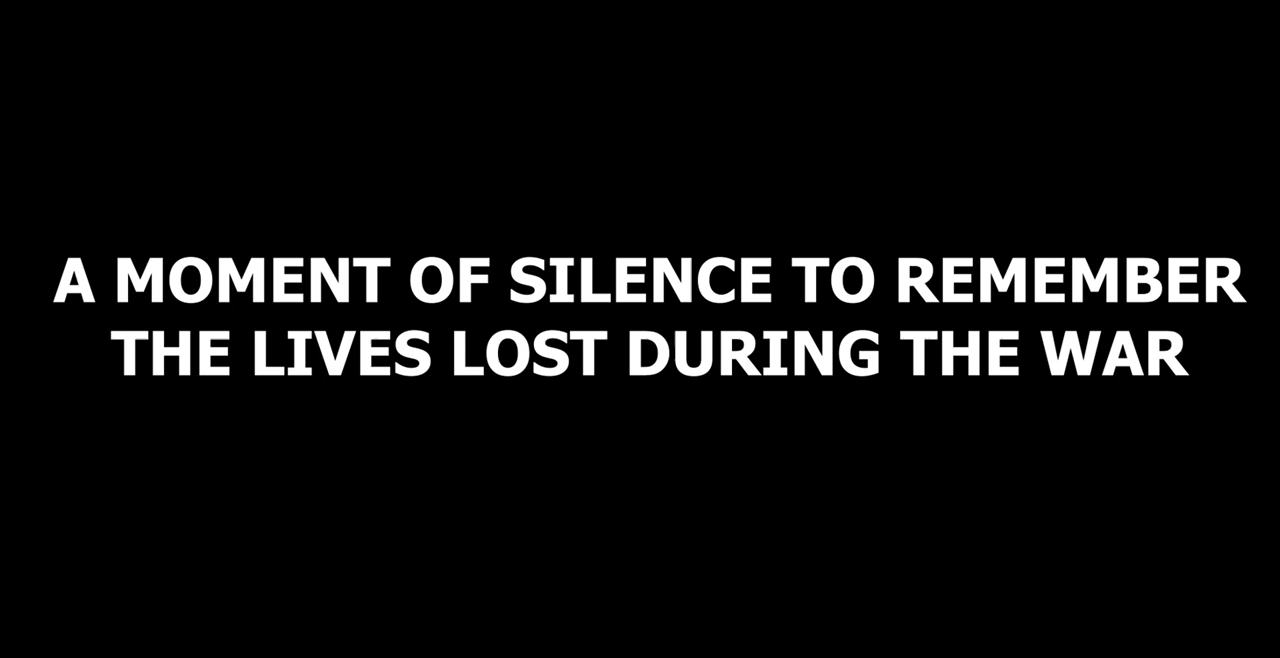 A MOMENT OF SILENCE TO REMEMBER
THE LIVES LOST DURING THE WAR